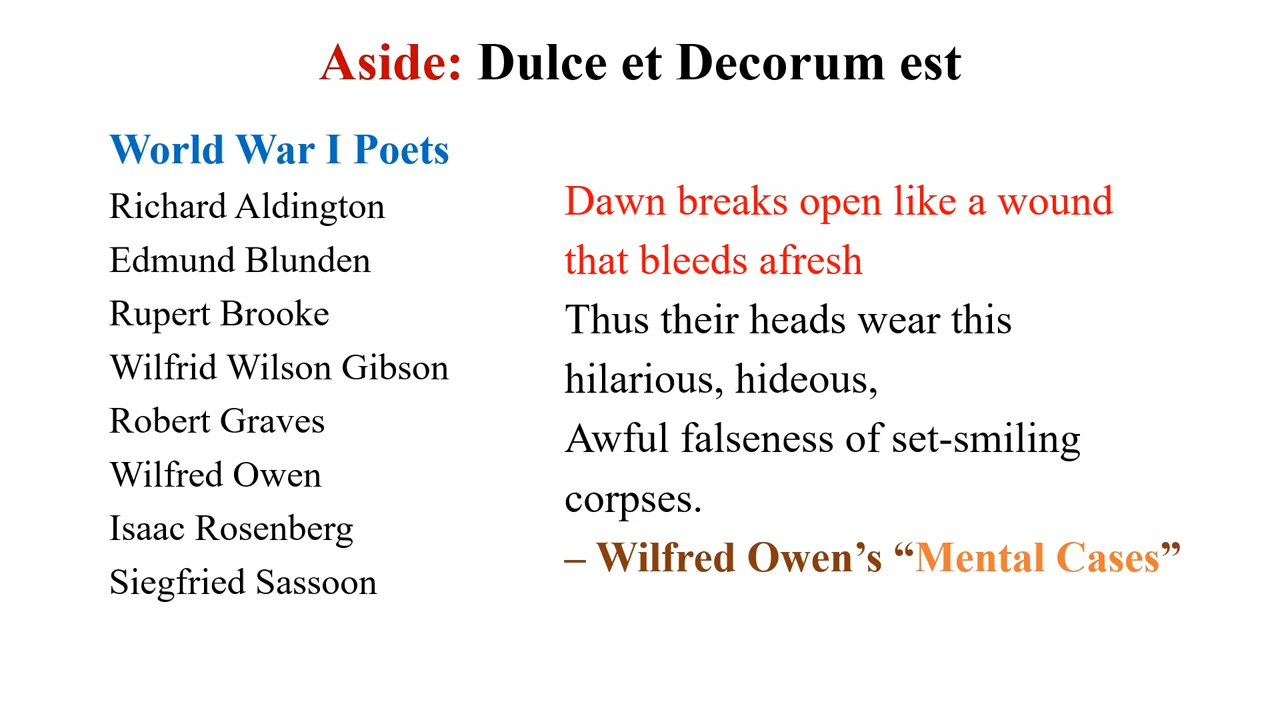 Aside: Dulce et Decorum est
World War I Poets
Richard Aldington
Edmund Blunden
Rupert Brooke
Wilfrid Wilson Gibson
Robert Graves
Wilfred Owen
Isaac Rosenberg
Siegfried Sassoon
Dawn breaks open like a wound
that bleeds afresh
Thus their heads wear this
hilarious, hideous,
Awful falseness of set-smiling
corpses.
– Wilfred Owen’s “Mental Cases”